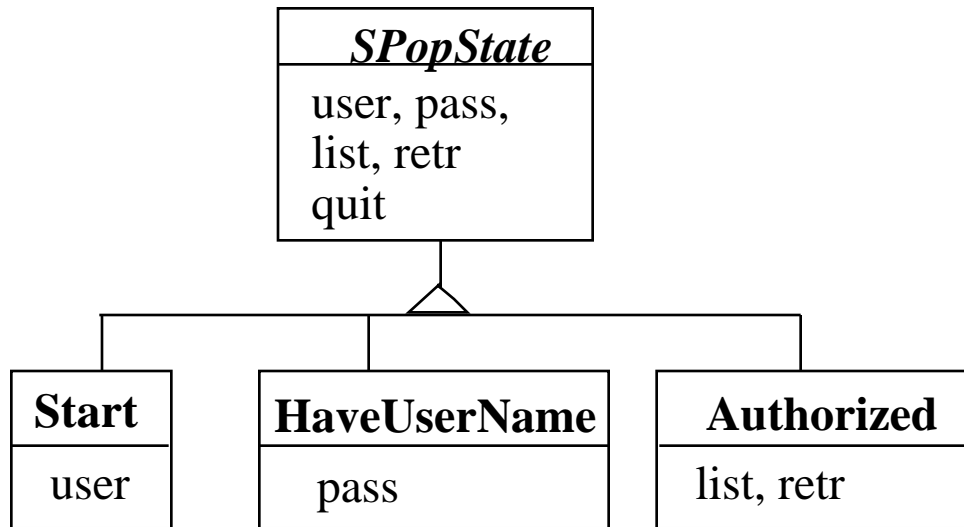 SPopState
user, pass,
list, retr
quit
Start
user
HaveUserName
pass
Authorized
list, retr